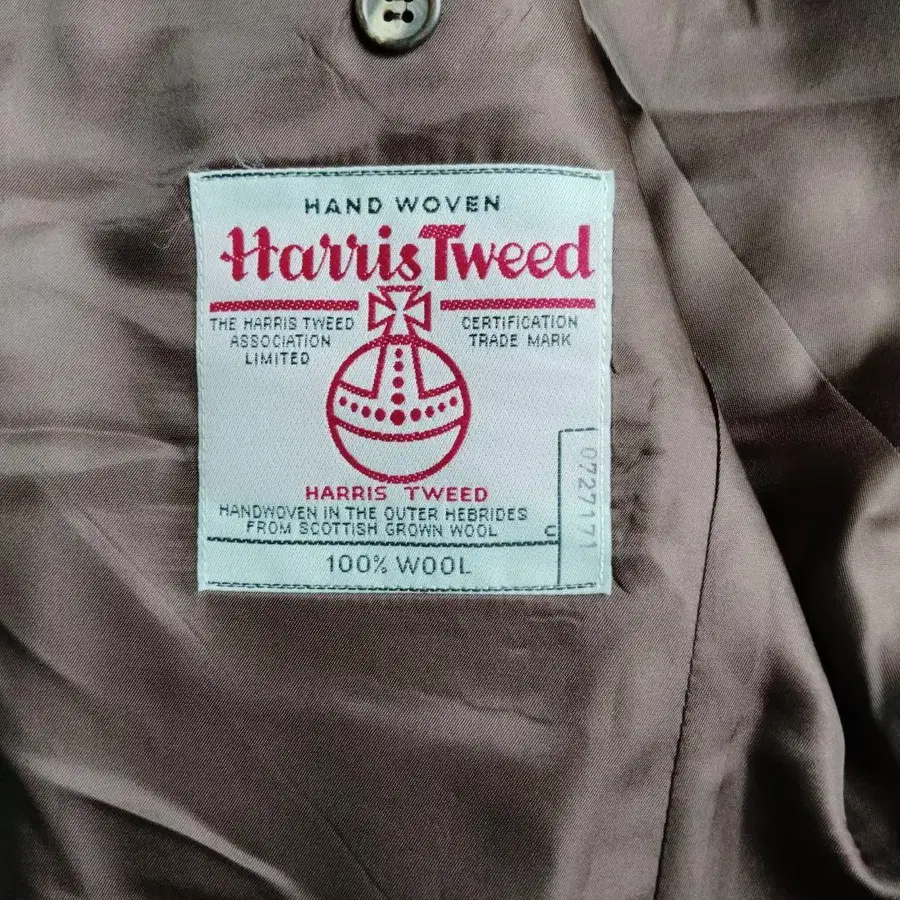 HAND WOVEN
Harris Tweed
THE HARRIS TWEED
ASSOCIATION
LIMITED
CERTIFICATION
TRADE MARK
HARRIS TWEED
HANDWOVEN IN THE OUTER HEBRIDES
FROM SCOTTISH GROWN WOOL
C
100% WOOL
0727171